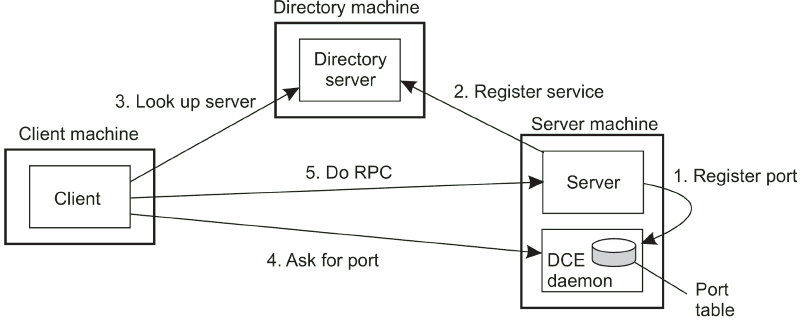 Directory machine
Directory
server
3. Look up server
2. Register service
Client machine
Server machine
Client
5. Do RPC
Server
1. Register port
4. Ask for port
DCE
daemon
Port
table